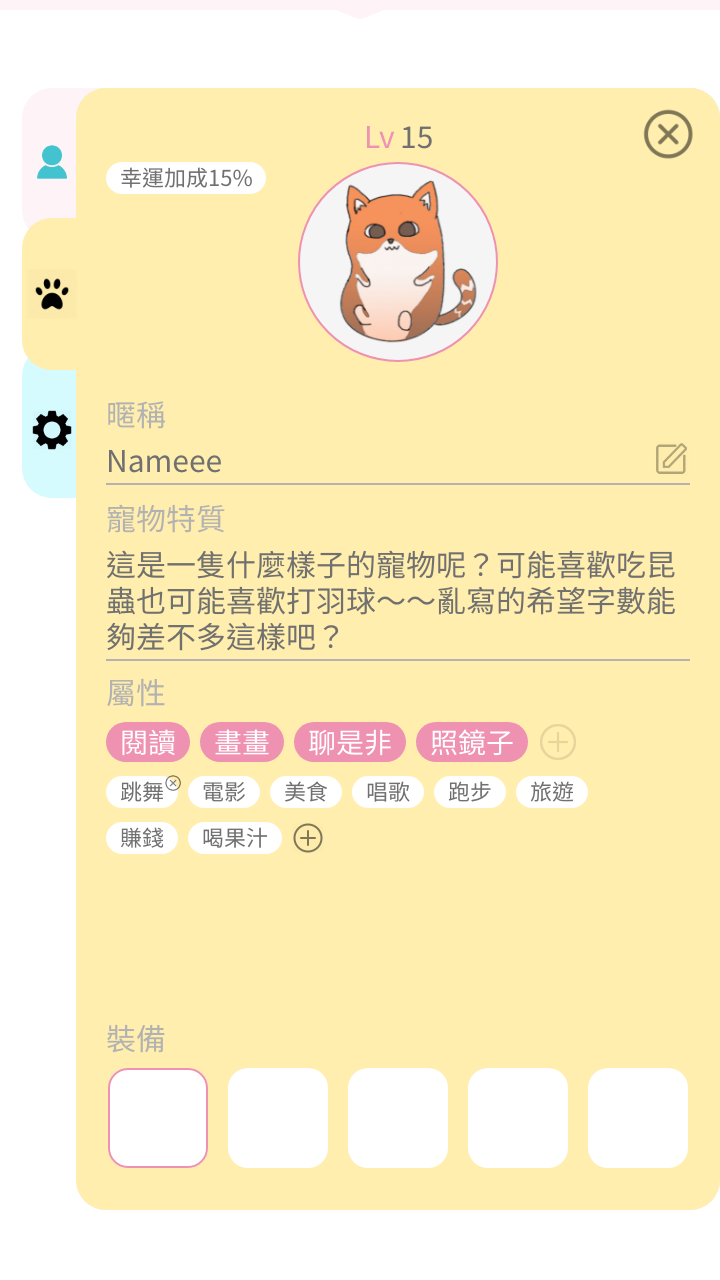 Lv 15
幸運加成15%
暱稱
Nameee
寵物特質
這是一隻什麼樣子的寵物呢？可能喜歡吃昆
蟲也可能喜歡打羽球～～亂寫的希望字數能
夠差不多這樣吧？
屬性
閱讀 畫畫 聊是非 照鏡子
跳舞 電影 美食 唱歌 跑步 旅遊
賺錢 喝果汁
裝備